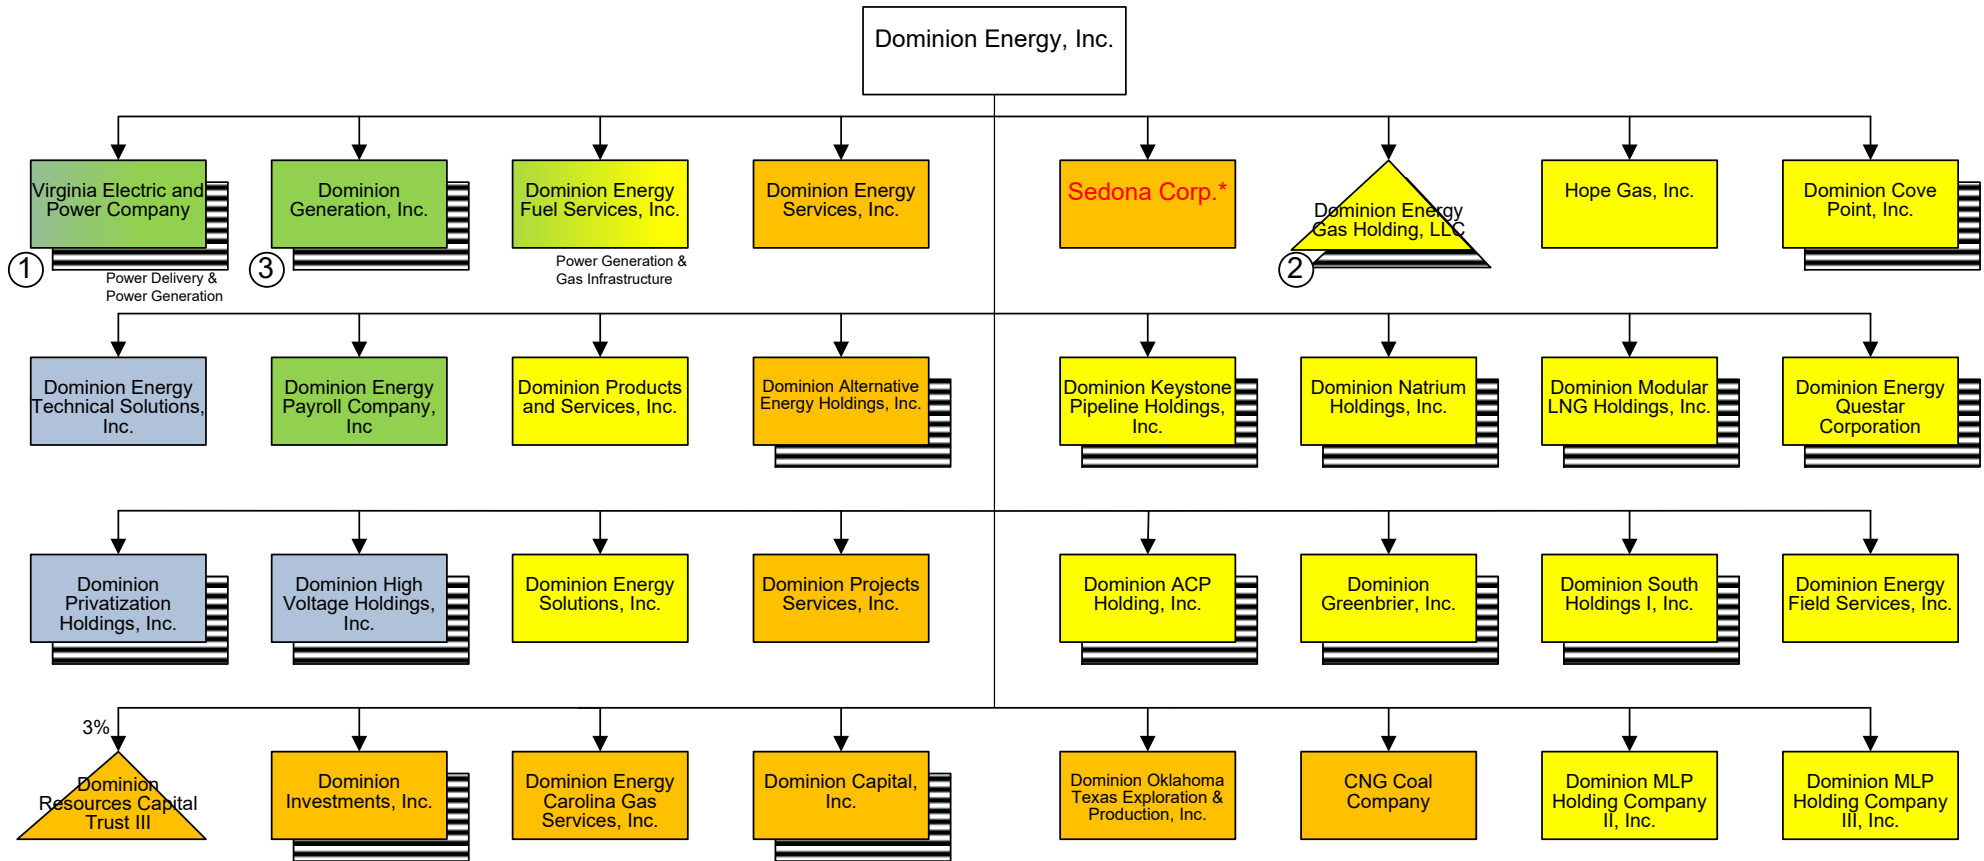 Dominion Energy, Inc.
Virginia Electric and
Power Company
Dominion
Generation, Inc.
Dominion Energy
Fuel Services, Inc.
Dominion Energy
Services, Inc.
Sedona Corp.*
Dominion Energy
Gas Holding, LLC
Hope Gas, Inc.
Dominion Cove
Point, Inc.
1
Power Delivery &
Power Generation
3
Power Generation &
Gas Infrastructure
2
Dominion Energy
Technical Solutions,
Inc.
Dominion Energy
Payroll Company,
Inc
Dominion Products
and Services, Inc.
Dominion Alternative
Energy Holdings, Inc.
Dominion Keystone
Pipeline Holdings,
Inc.
Dominion Natrium
Holdings, Inc.
Dominion Modular
LNG Holdings, Inc.
Dominion Energy
Questar
Corporation
Dominion
Privatization
Holdings, Inc.
Dominion High
Voltage Holdings,
Inc.
Dominion Energy
Solutions, Inc.
Dominion Projects
Services, Inc.
Dominion ACP
Holding, Inc.
Dominion
Greenbrier, Inc.
Dominion South
Holdings I, Inc.
Dominion Energy
Field Services, Inc.
3%
Dominion
Resources Capital
Trust III
Dominion
Investments, Inc.
Dominion Energy
Carolina Gas
Services, Inc.
Dominion Capital,
Inc.
Dominion Oklahoma
Texas Exploration &
Production, Inc.
CNG Coal
Company
Dominion MLP
Holding Company
II, Inc.
Dominion MLP
Holding Company
III, Inc.